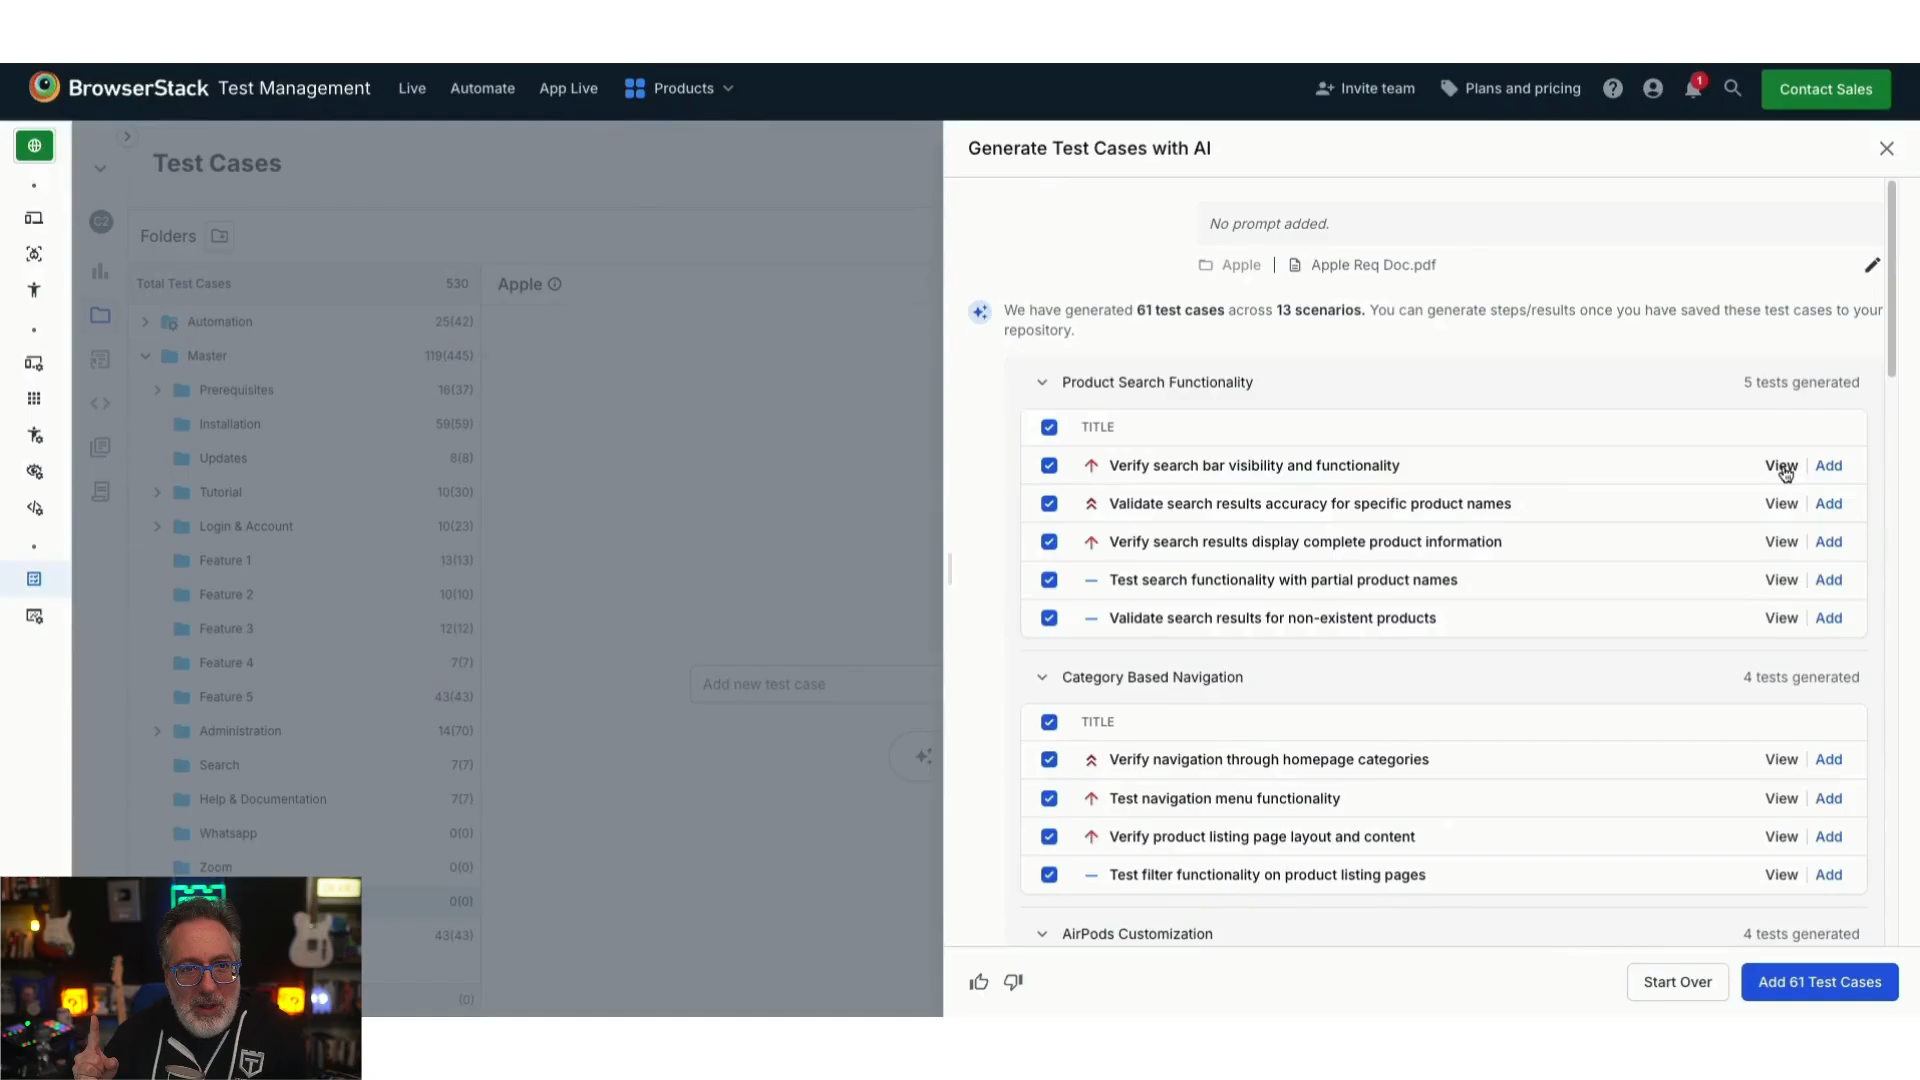 BrowserStack Test Management
Live
Automate
App Live
Products
Invite team
Plans and pricing
1
Contact Sales
Test Cases
C2
Folders
Total Test Cases 530
Automation 25(42)
Master 119(445)
Prerequisites 16(37)
Installation 59(59)
Updates 8(8)
Tutorial 10(30)
Login & Account 10(23)
Feature 1 13(13)
Feature 2 10(10)
Feature 3 12(12)
Feature 4 7(7)
Feature 5 43(43)
Administration 14(70)
Search 7(7)
Help & Documentation 7(7)
Whatsapp 0(0)
Zoom 0(0)
0(0)
43(43)
(0)
Apple
Add new test case
Generate Test Cases with AI
No prompt added.
Apple | Apple Req Doc.pdf
We have generated 61 test cases across 13 scenarios. You can generate steps/results once you have saved these test cases to your
repository.
Product Search Functionality 5 tests generated
TITLE
Verify search bar visibility and functionality View | Add
Validate search results accuracy for specific product names View | Add
Verify search results display complete product information View | Add
Test search functionality with partial product names View | Add
Validate search results for non-existent products View | Add
Category Based Navigation 4 tests generated
TITLE
Verify navigation through homepage categories View | Add
Test navigation menu functionality View | Add
Verify product listing page layout and content View | Add
Test filter functionality on product listing pages View | Add
AirPods Customization 4 tests generated
Start Over
Add 61 Test Cases